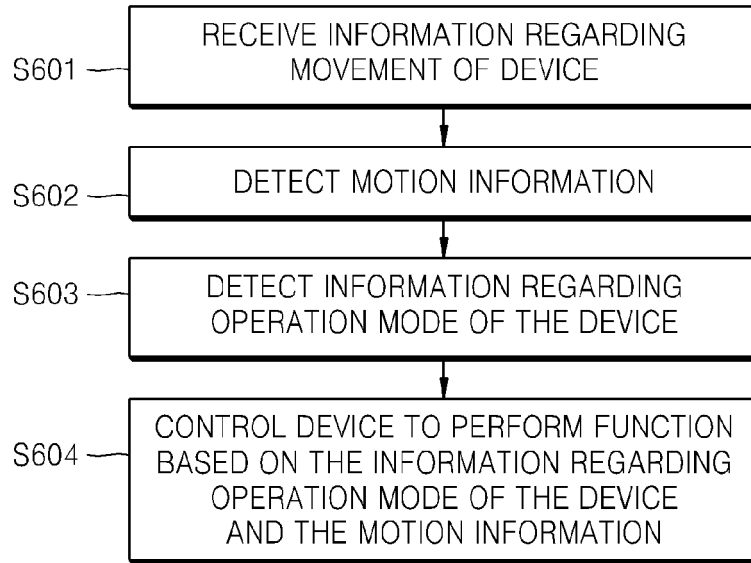 RECEIVE INFORMATION REGARDING
MOVEMENT OF DEVICE
S601
DETECT MOTION INFORMATION
S602
DETECT INFORMATION REGARDING
OPERATION MODE OF THE DEVICE
S603
CONTROL DEVICE TO PERFORM FUNCTION
BASED ON THE INFORMATION REGARDING
OPERATION MODE OF THE DEVICE
AND THE MOTION INFORMATION
S604